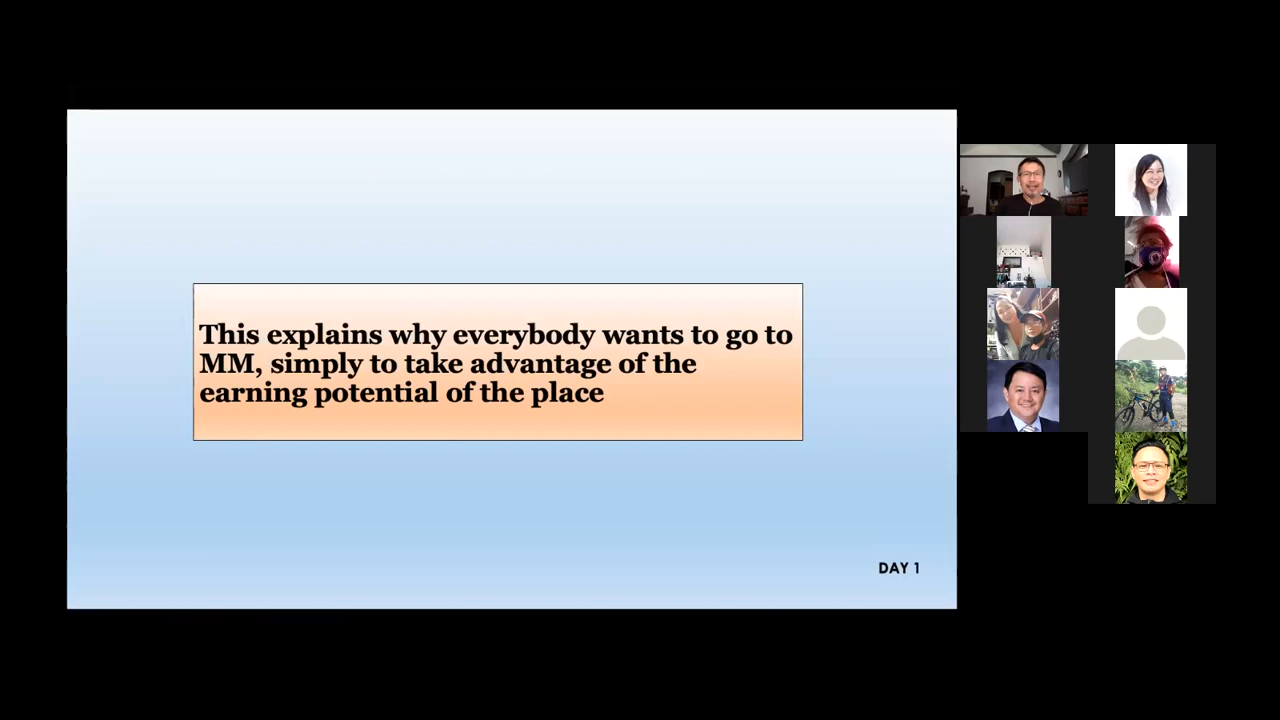 This explains why everybody wants to go to
MM, simply to take advantage of the
earning potential of the place
DAY 1